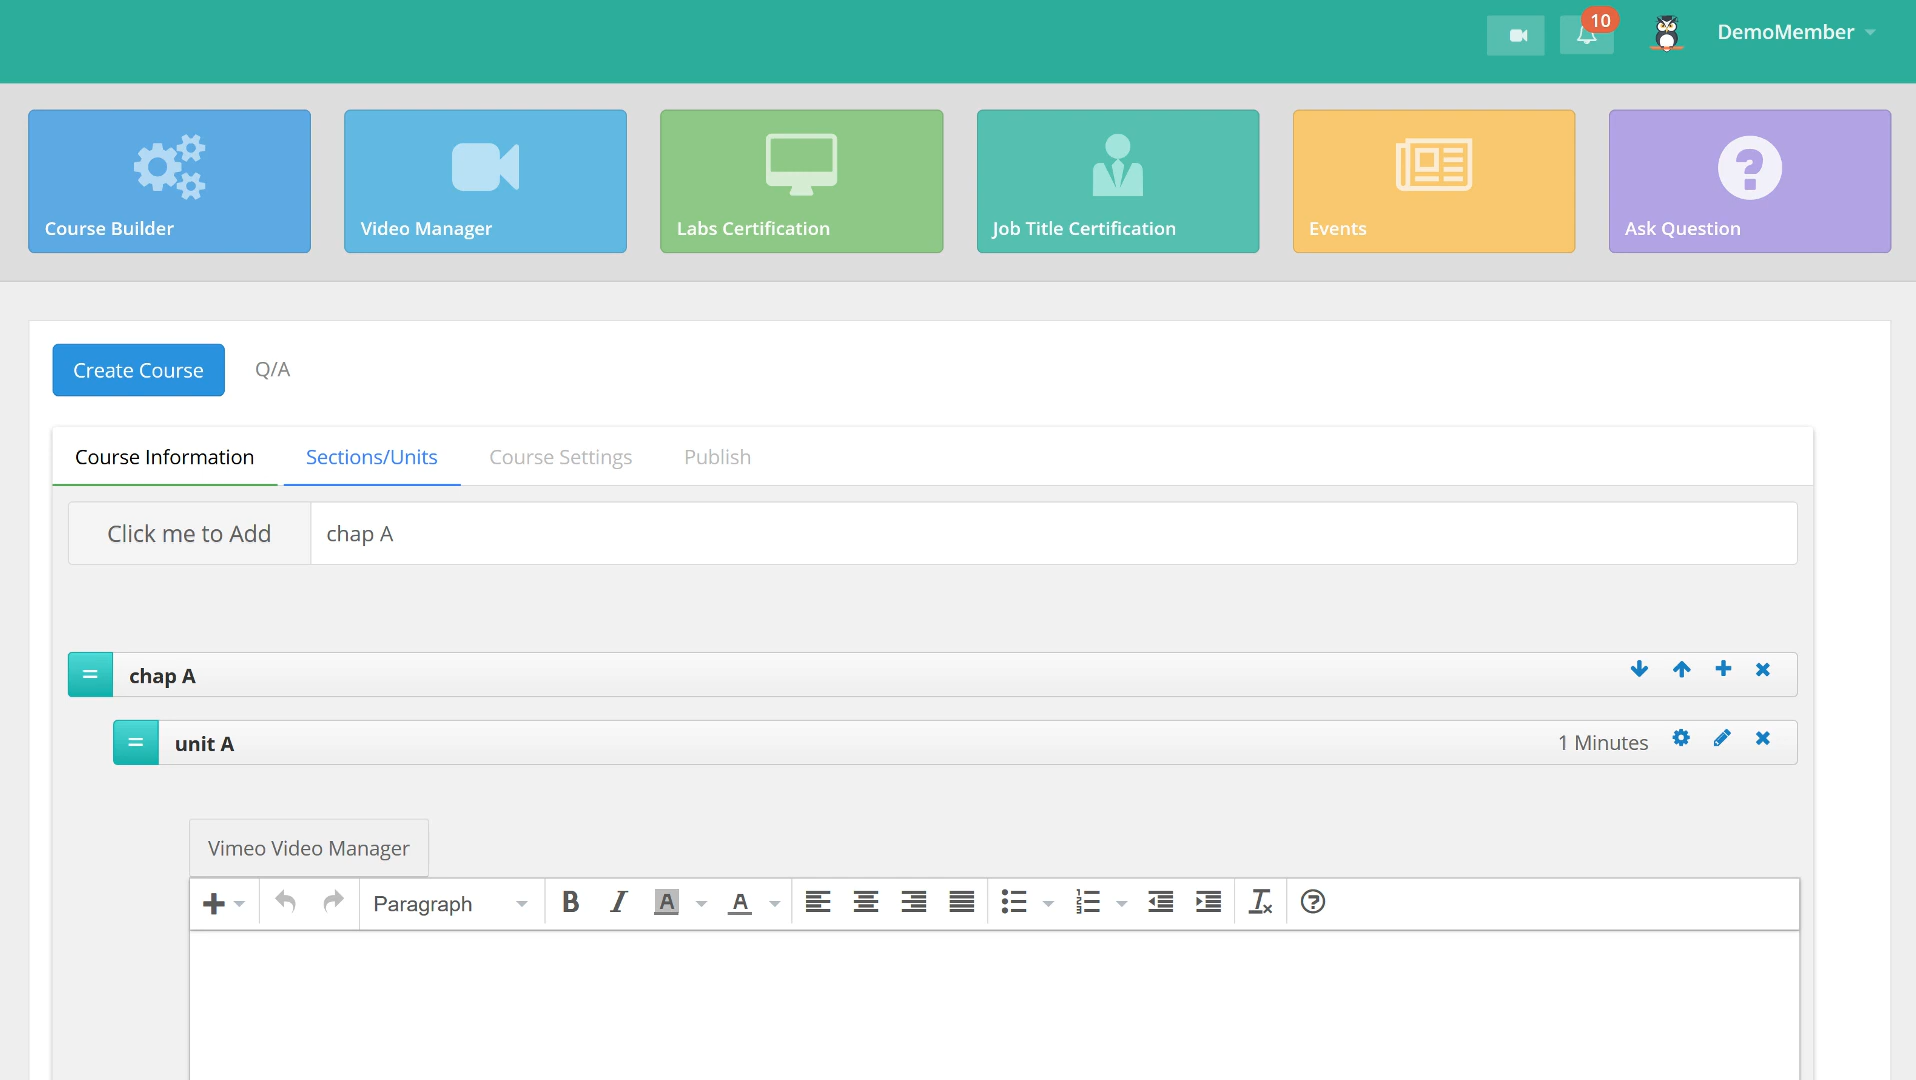 10
DemoMember
Course Builder
Video Manager
Labs Certification
Job Title Certification
Events
Ask Question
Create Course
Q/A
Course Information
Sections/Units
Course Settings
Publish
Click me to Add
chap A
chap A
unit A
1 Minutes
Vimeo Video Manager
Paragraph